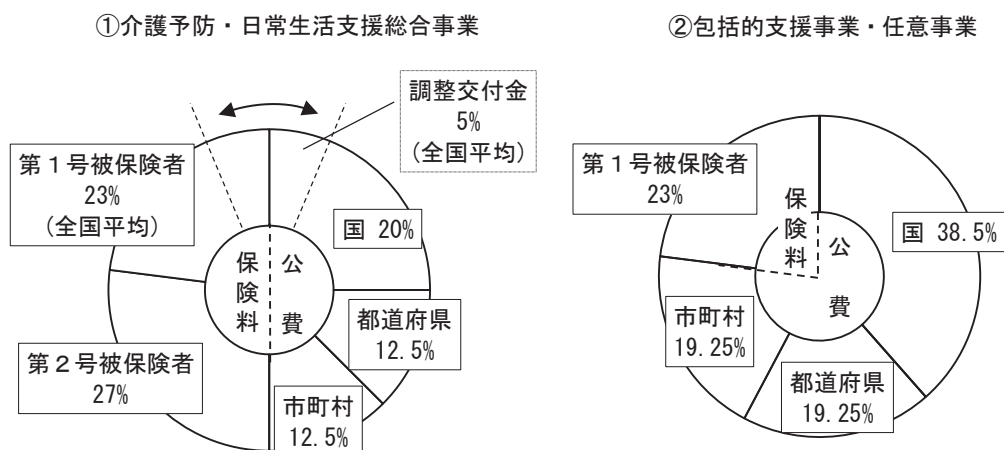 ①介護予防・日常生活支援総合事業
調整交付金
5%
(全国平均)
第1号被保険者
23%
(全国平均)
国 20%
保険料
公費
都道府県
12.5%
第2号被保険者
27%
市町村
12.5%
②包括的支援事業・任意事業
第1号被保険者
23%
保険料
国 38.5%
公費
市町村
19.25%
都道府県
19.25%